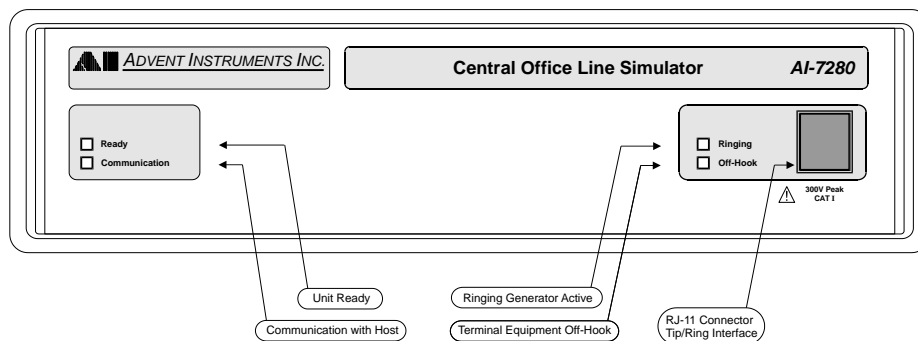 ADVENT INSTRUMENTS INC.
Central Office Line Simulator AI-7280
Ready
Communication
Ringing
Off-Hook
300V Peak
CAT I
Unit Ready
Communication with Host
Ringing Generator Active
Terminal Equipment Off-Hook
RJ-11 Connector
Tip/Ring Interface